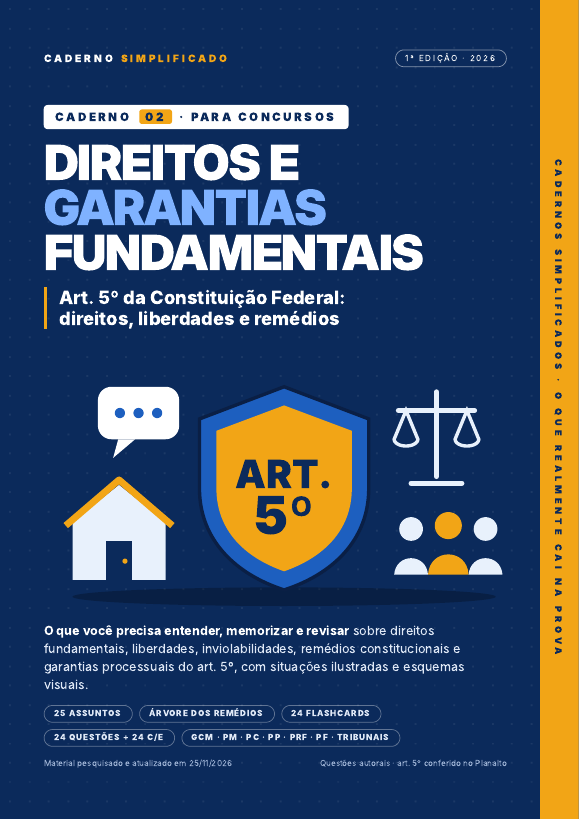 CADERNO SIMPLIFICADO
1ª EDIÇÃO · 2026
CADERNO 02 · PARA CONCURSOS
DIREITOS E
GARANTIAS
FUNDAMENTAIS
Art. 5º da Constituição Federal:
direitos, liberdades e remédios
ART.
5º
O que você precisa entender, memorizar e revisar sobre direitos
fundamentais, liberdades, inviolabilidades, remédios constitucionais e
garantias processuais do art. 5º, com situações ilustradas e esquemas
visuais.
25 ASSUNTOS
ÁRVORE DOS REMÉDIOS
24 FLASHCARDS
24 QUESTÕES + 24 C/E
GCM · PM · PC · PP · PRF · PF · TRIBUNAIS
Material pesquisado e atualizado em 25/11/2026
Questões autorais · art. 5º conferido no Planalto
CADERNOS SIMPLIFICADOS · O QUE REALMENTE CAI NA PROVA